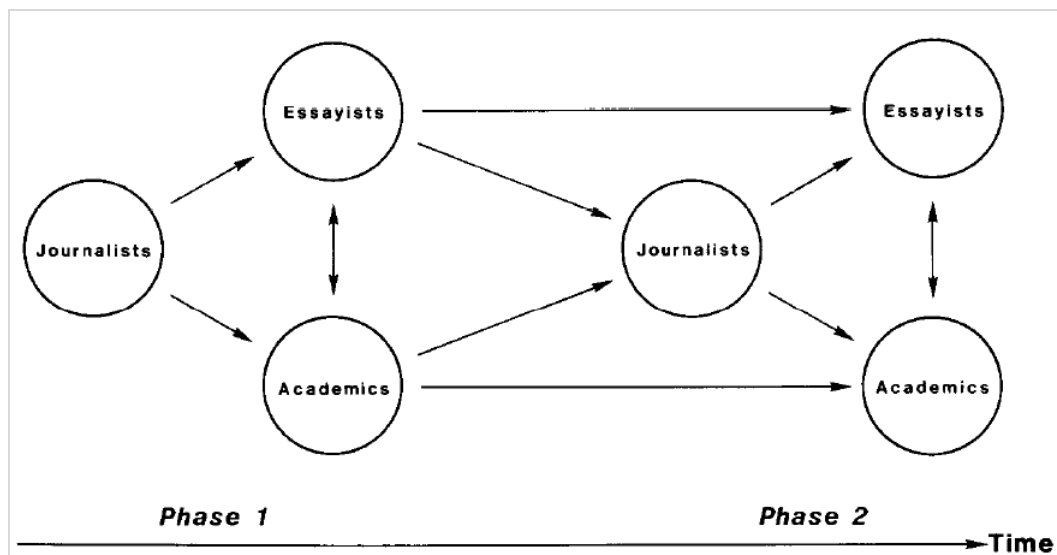 Essayists
Essayists
Journalists
Journalists
Academics
Academics
Phase 1
Phase 2
Time